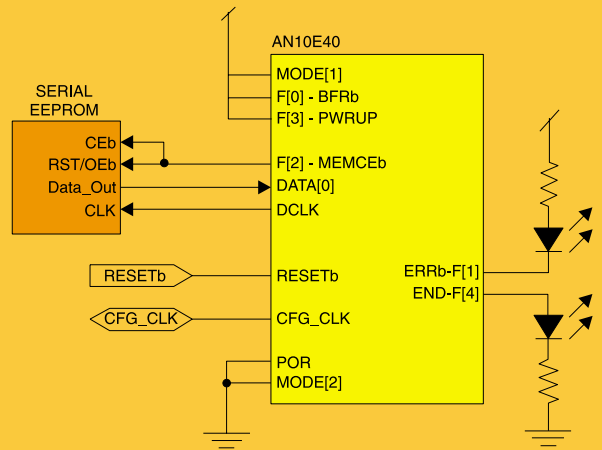 AN10E40
MODE[1]
F[0] - BFRb
F[3] - PWRUP
SERIAL
EEPROM
CEb
RST/OEb
Data_Out
CLK
F[2] - MEMCEb
DATA[0]
DCLK
RESETb
RESETb
ERRb-F[1]
END-F[4]
CFG_CLK
CFG_CLK
POR
MODE[2]